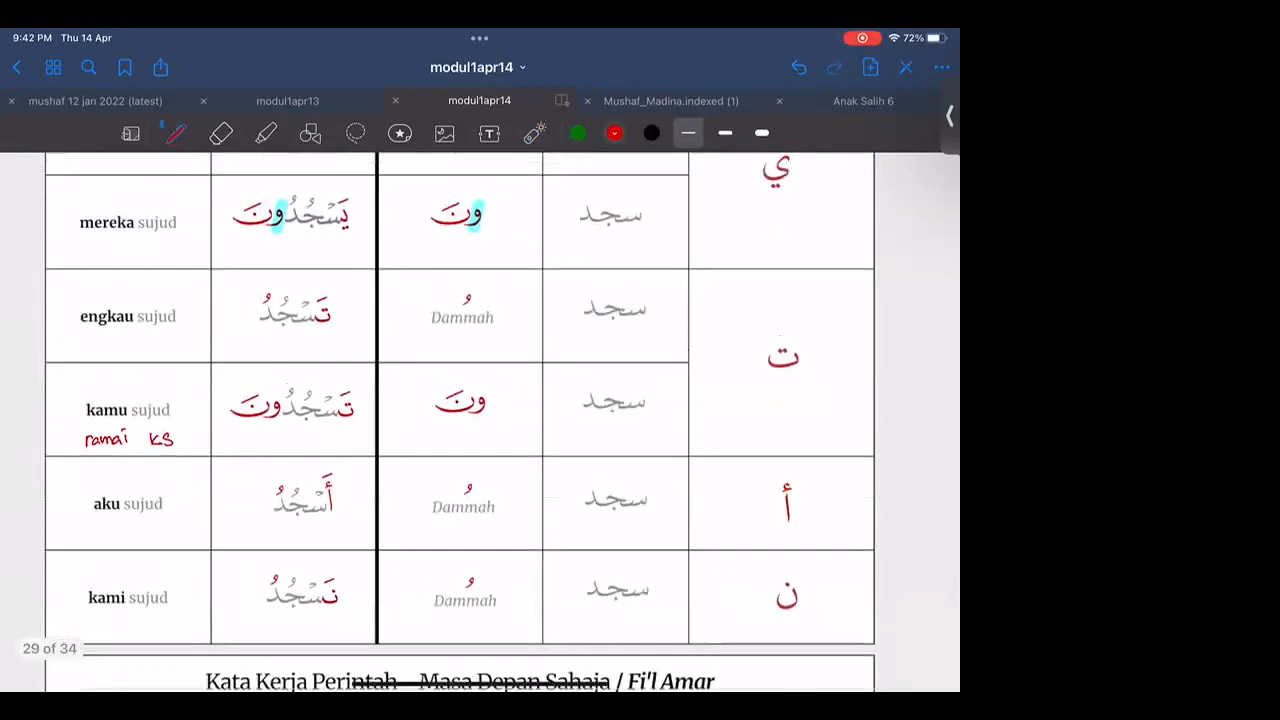 9:42 PM Thu 14 Apr
72%
modul1apr14
mushaf 12 jan 2022 (latest)
modul1apr13
modul1apr14
Mushaf_Madina.indexed (1)
Anak Salih 6
ي
mereka sujud
يَسْجُدُونَ
ونَ
سجد
engkau sujud
تَسْجُدُ
ُ
Dammah
سجد
ت
kamu sujud
ramai KS
تَسْجُدُونَ
ونَ
سجد
aku sujud
أَسْجُدُ
ُ
Dammah
سجد
أ
kami sujud
نَسْجُدُ
ُ
Dammah
سجد
ن
29 of 34
Kata Kerja Perintah – Masa Depan Sahaja / Fi'l Amar